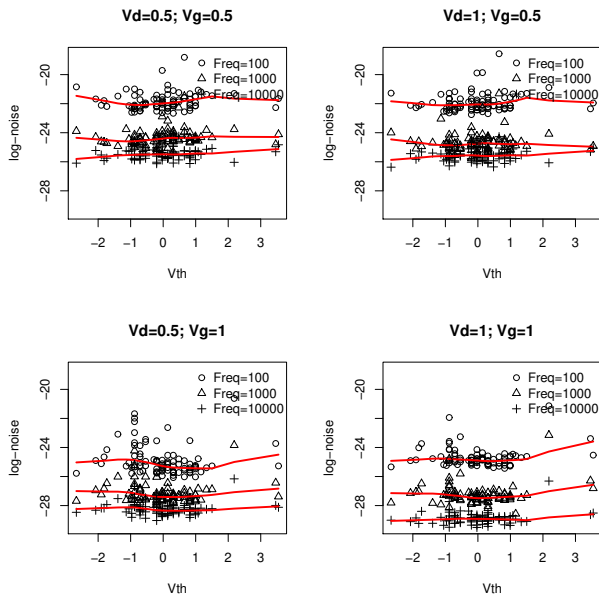 Vd=0.5; Vg=0.5
Freq=100
Freq=1000
Freq=10000
log−noise
−20
−24
−28
−2 −1 0 1 2 3
Vth
Vd=1; Vg=0.5
Freq=100
Freq=1000
Freq=10000
log−noise
−20
−24
−28
−2 −1 0 1 2 3
Vth
Vd=0.5; Vg=1
Freq=100
Freq=1000
Freq=10000
log−noise
−20
−24
−28
−2 −1 0 1 2 3
Vth
Vd=1; Vg=1
Freq=100
Freq=1000
Freq=10000
log−noise
−20
−24
−28
−2 −1 0 1 2 3
Vth